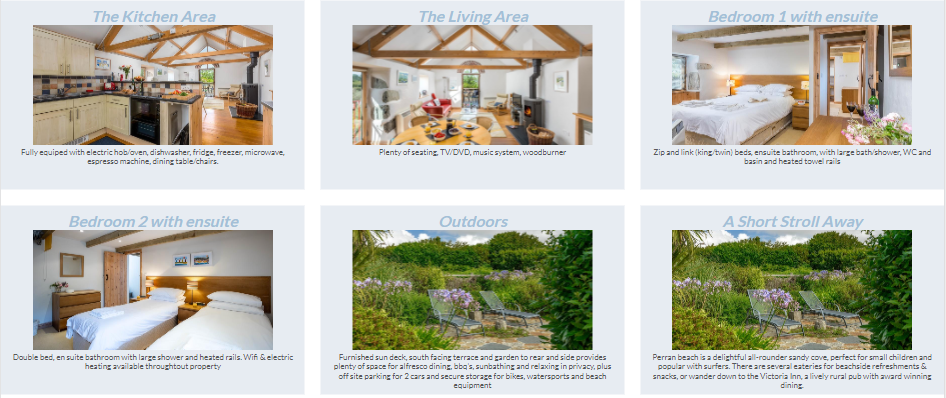 The Kitchen Area
Fully equiped with electric hob/oven, dishwasher, fridge, freezer, microwave,
espresso machine, dining table/chairs.
The Living Area
Plenty of seating, TV/DVD, music system, woodburner
Bedroom 1 with ensuite
Zip and link (king/twin) beds, ensuite bathroom, with large bath/shower, WC and
basin and heated towel rails
Bedroom 2 with ensuite
Double bed, en suite bathroom with large shower and heated rails. Wifi & electric
heating available throughtout property
Outdoors
Furnished sun deck, south facing terrace and garden to rear and side provides
plenty of space for alfresco dining, bbq's, sunbathing and relaxing in privacy, plus
off site parking for 2 cars and secure storage for bikes, watersports and beach
equipment
A Short Stroll Away
Perran beach is a delightful all-rounder sandy cove, perfect for small children and
popular with surfers. There are several eateries for beachside refreshments &
snacks, or wander down to the Victoria Inn, a lively rural pub with award winning
dining.